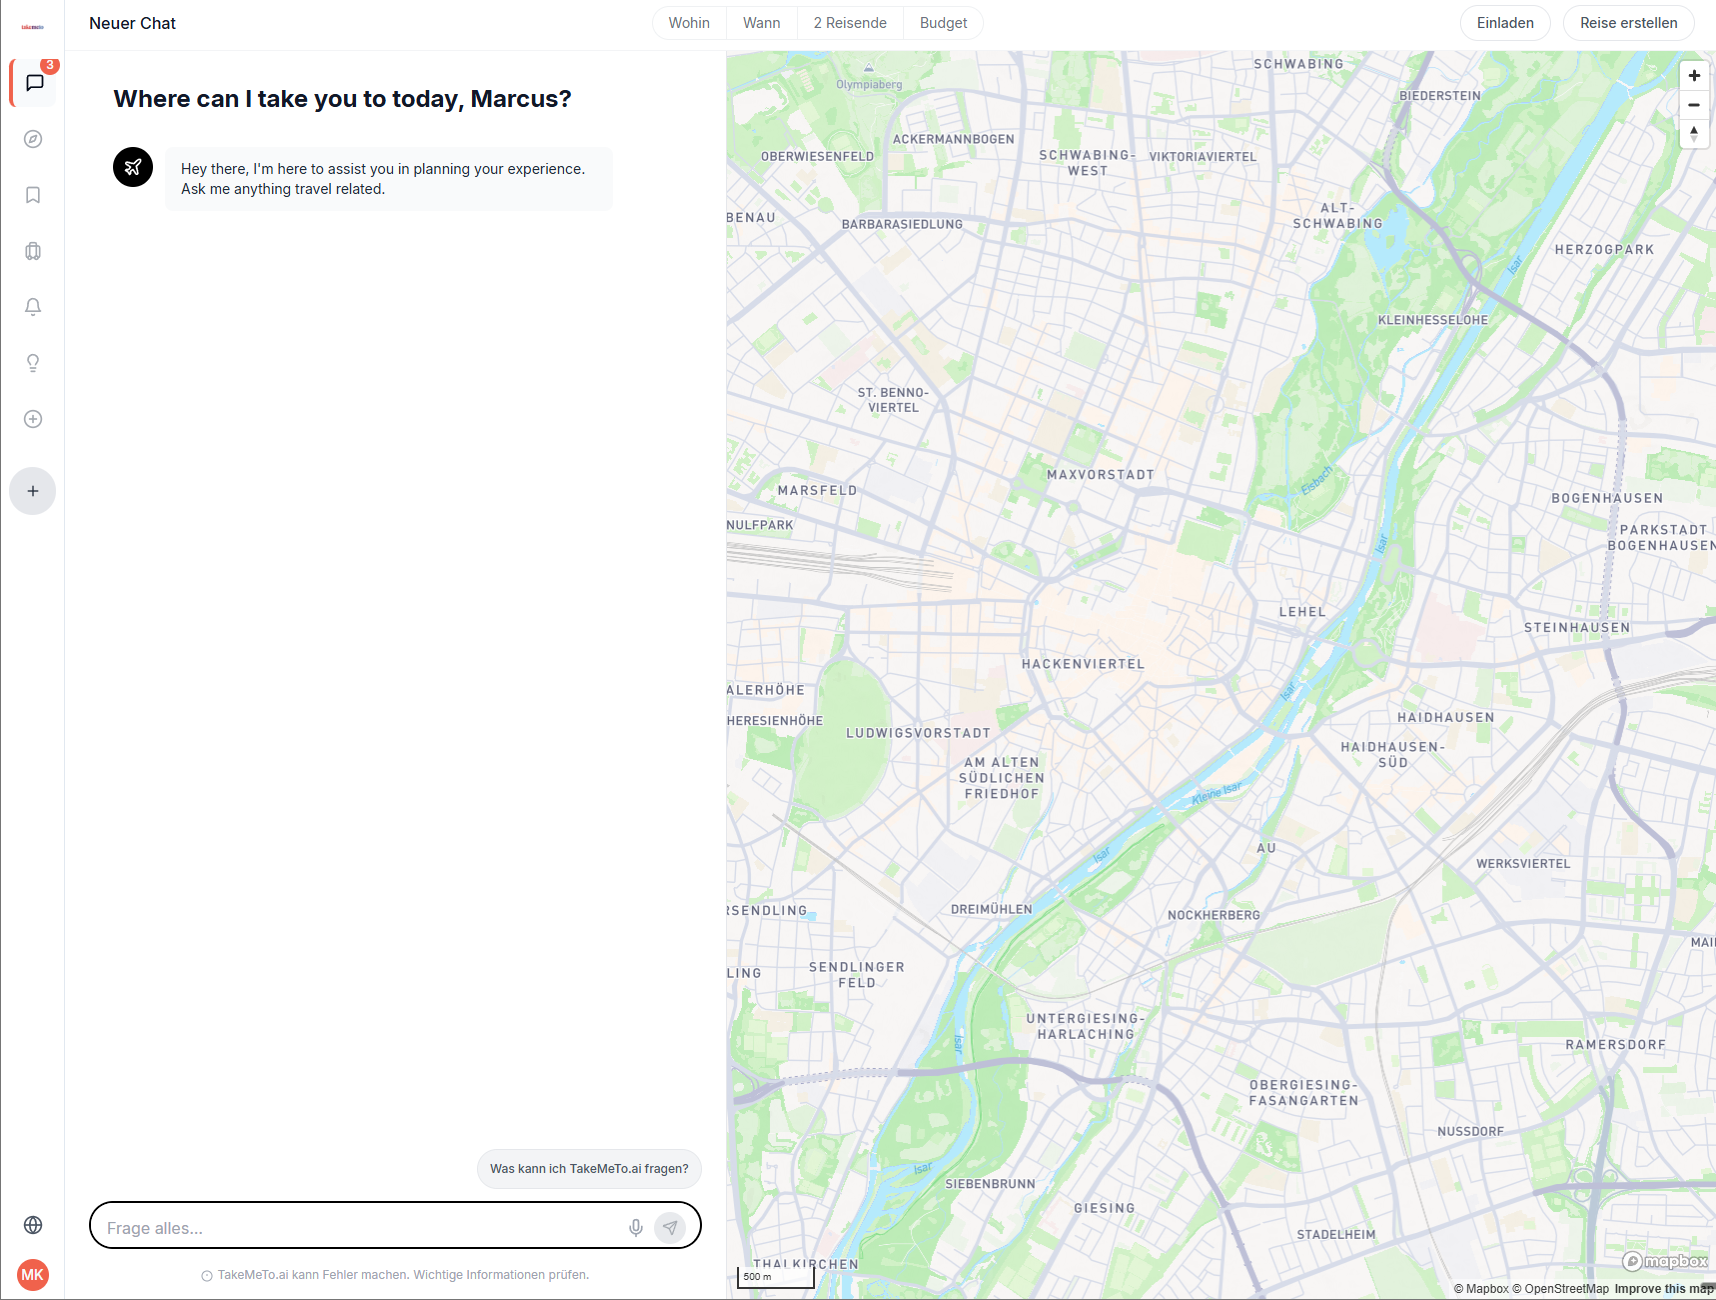 takemeto
Neuer Chat
Wohin
Wann
2 Reisende
Budget
Einladen
Reise erstellen
3
Where can I take you to today, Marcus?
Hey there, I'm here to assist you in planning your experience.
Ask me anything travel related.
Was kann ich TakeMeTo.ai fragen?
Frage alles...
TakeMeTo.ai kann Fehler machen. Wichtige Informationen prüfen.
MK
SCHWABING
Olympiaberg
BIEDERSTEIN
ACKERMANNBOGEN
OBERWIESENFELD
SCHWABING-
WEST
VIKTORIAVIERTEL
BENAU
BARBARASIEDLUNG
ALT-
SCHWABING
HERZOGPARK
Isar
KLEINHESSELOHE
ST. BENNO-
VIERTEL
MAXVORSTADT
MARSFELD
Eisbach
BOGENHAUSEN
NULFPARK
PARKSTADT
BOGENHAUSEN
Isar
LEHEL
STEINHAUSEN
HACKENVIERTEL
ALERHÖHE
Isar
HERESIENHÖHE
HAIDHAUSEN
LUDWIGSVORSTADT
HAIDHAUSEN-
SÜD
AM ALTEN
SÜDLICHEN
FRIEDHOF
Kleine Isar
AU
Isar
WERKSVIERTEL
DREIMÜHLEN
RSENDLING
NOCKHERBERG
MAI
LING
SENDLINGER
FELD
UNTERGIESING-
HARLACHING
Isar
RAMERSDORF
OBERGIESING-
FASANGARTEN
NUSSDORF
Isar
SIEBENBRUNN
GIESING
STADELHEIM
THALKIRCHEN
500 m
mapbox
© Mapbox © OpenStreetMap Improve this map